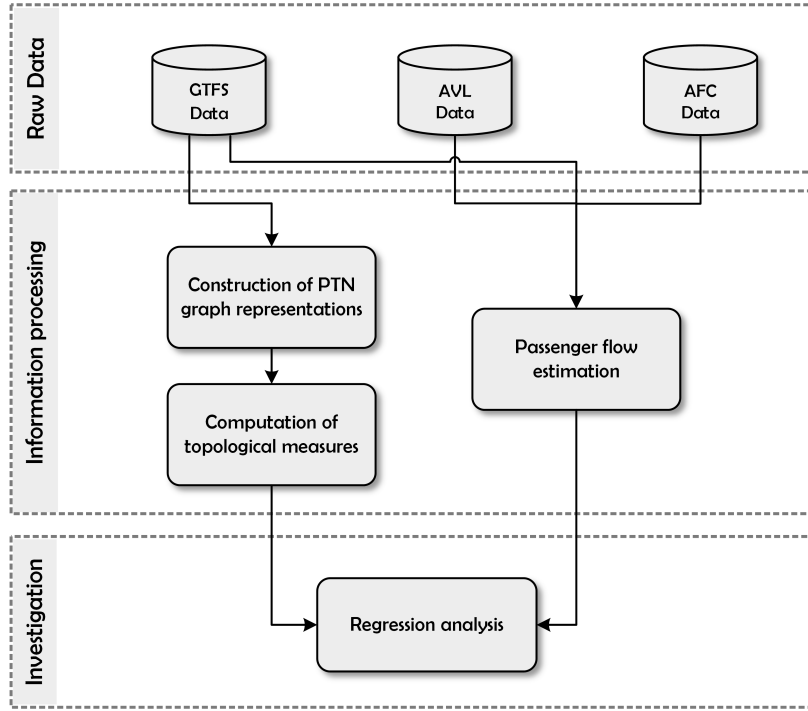 Raw Data
GTFS
Data
AVL
Data
AFC
Data
Information processing
Construction of PTN
graph representations
Computation of
topological measures
Passenger flow
estimation
Investigation
Regression analysis